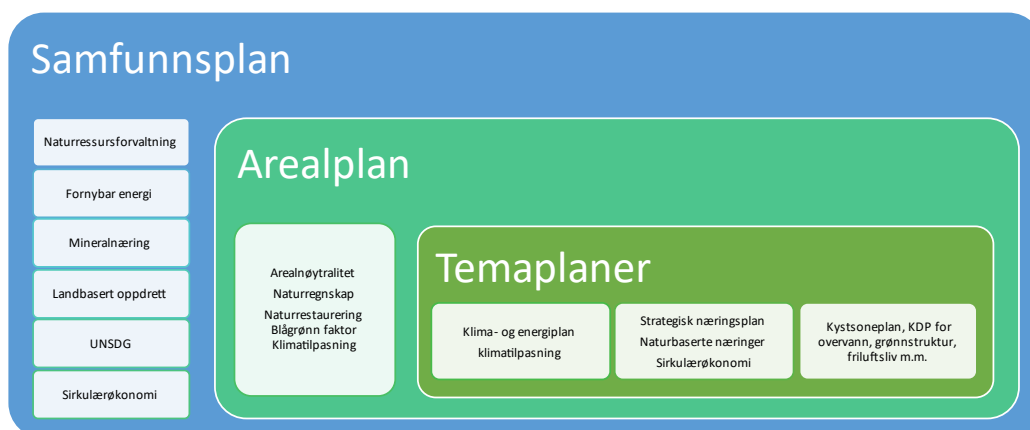 Samfunnsplan
Naturressursforvaltning
Fornybar energi
Mineralnæring
Landbasert oppdrett
UNSDG
Sirkulærøkonomi
Arealplan
Arealnøytralitet
Naturregnskap
Naturrestaurering
Blågrønn faktor
Klimatilpasning
Temaplaner
Klima- og energiplan
klimatilpasning
Strategisk næringsplan
Naturbaserte næringer
Sirkulærøkonomi
Kystsoneplan, KDP for
overvann, grønnstruktur,
friluftsliv m.m.